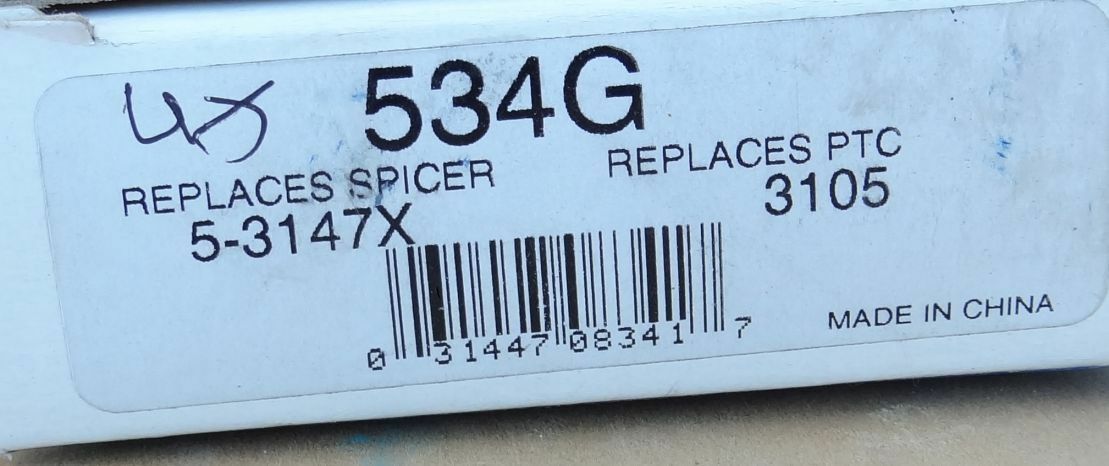 534G
REPLACES SPICER
5-3147X
REPLACES PTC
3105
0 31447 08341 7
MADE IN CHINA